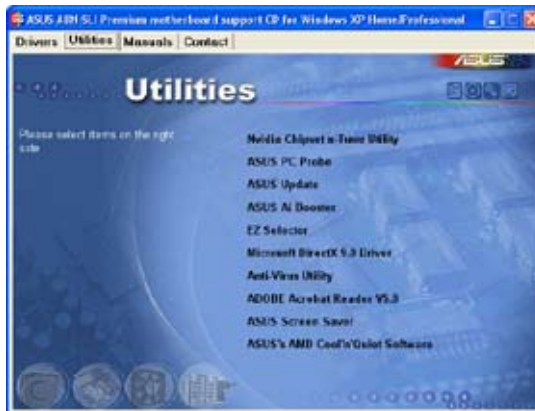 ASUS A8N-SLI Premium motherboard support CD for Windows XP Home/Professional
Drivers Utilities Manuals Contact
ASUS
Utilities
Please select items on the right
side
Nvidia Chipset n-Tune Utility
ASUS PC Probe
ASUS Update
ASUS Ai Booster
EZ Selector
Microsoft DirectX 9.0 Driver
Anti-Virus Utility
ADOBE Acrobat Reader V5.0
ASUS Screen Saver
ASUS's AMD Cool'n'Quiet Software